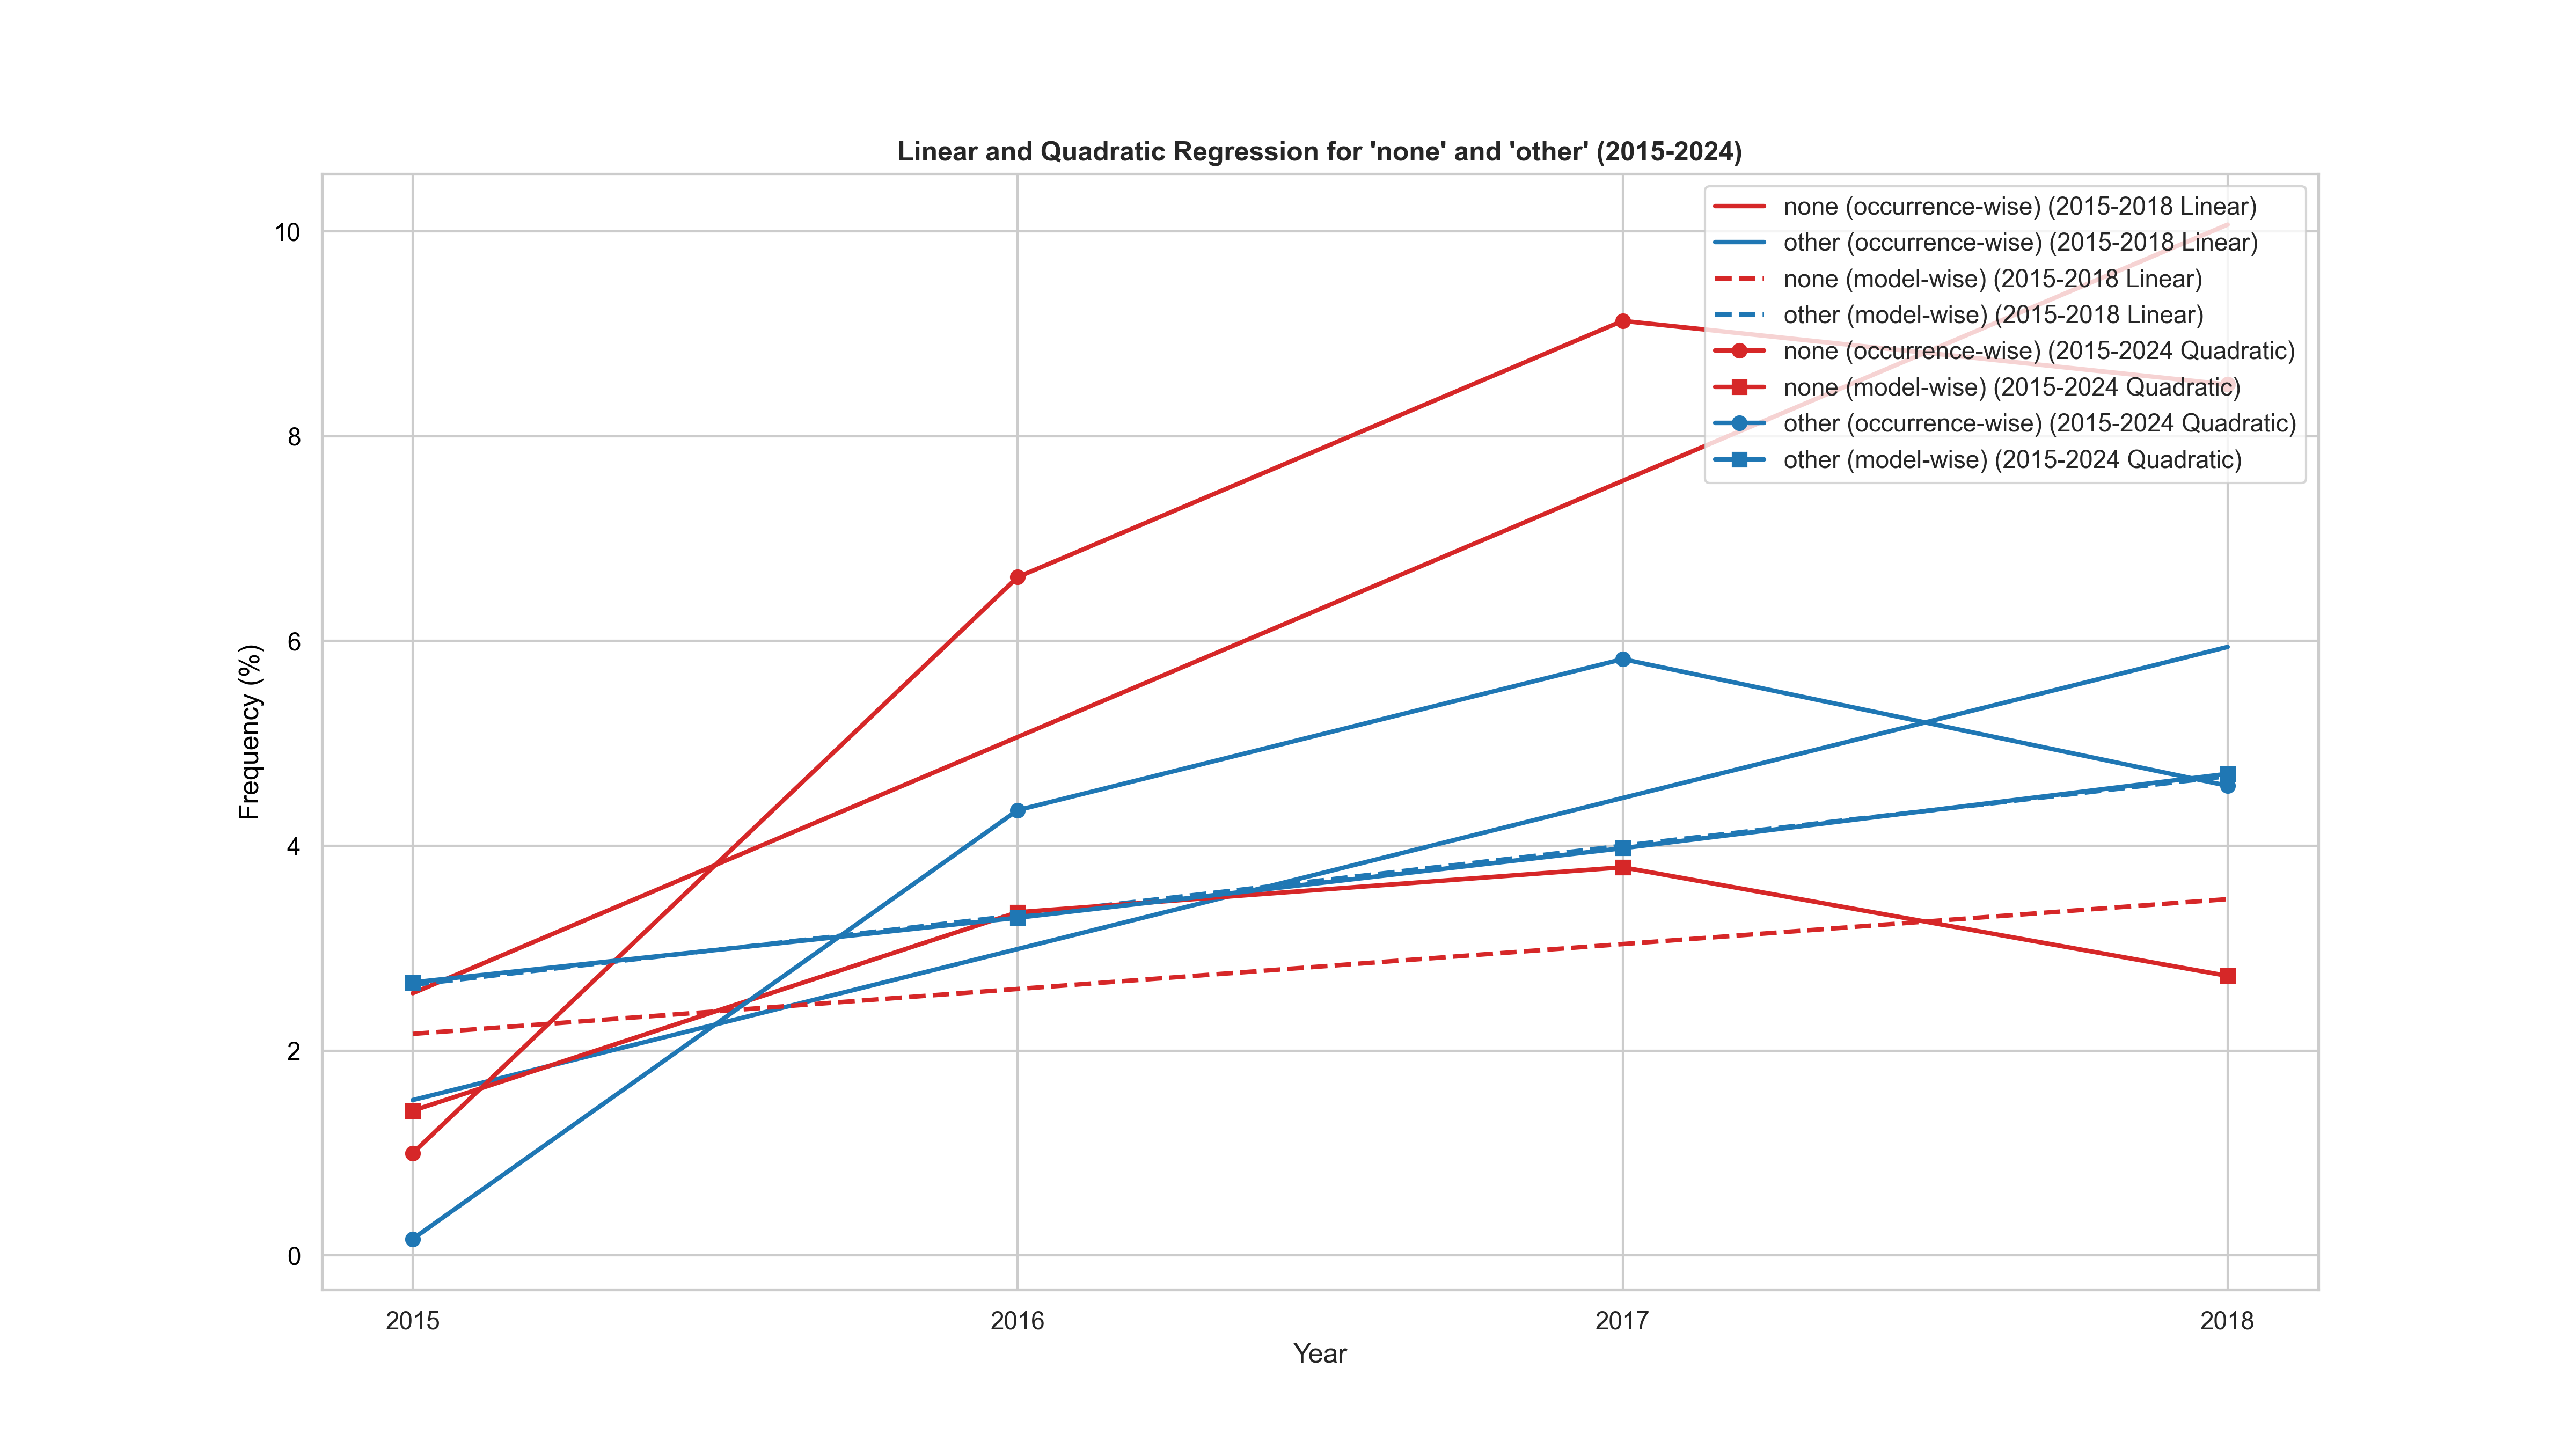 Linear and Quadratic Regression for 'none' and 'other' (2015-2024)
none (occurrence-wise) (2015-2018 Linear)
other (occurrence-wise) (2015-2018 Linear)
none (model-wise) (2015-2018 Linear)
other (model-wise) (2015-2018 Linear)
none (occurrence-wise) (2015-2024 Quadratic)
none (model-wise) (2015-2024 Quadratic)
other (occurrence-wise) (2015-2024 Quadratic)
other (model-wise) (2015-2024 Quadratic)
10
8
6
4
2
0
Frequency (%)
2015 2016 2017 2018
Year